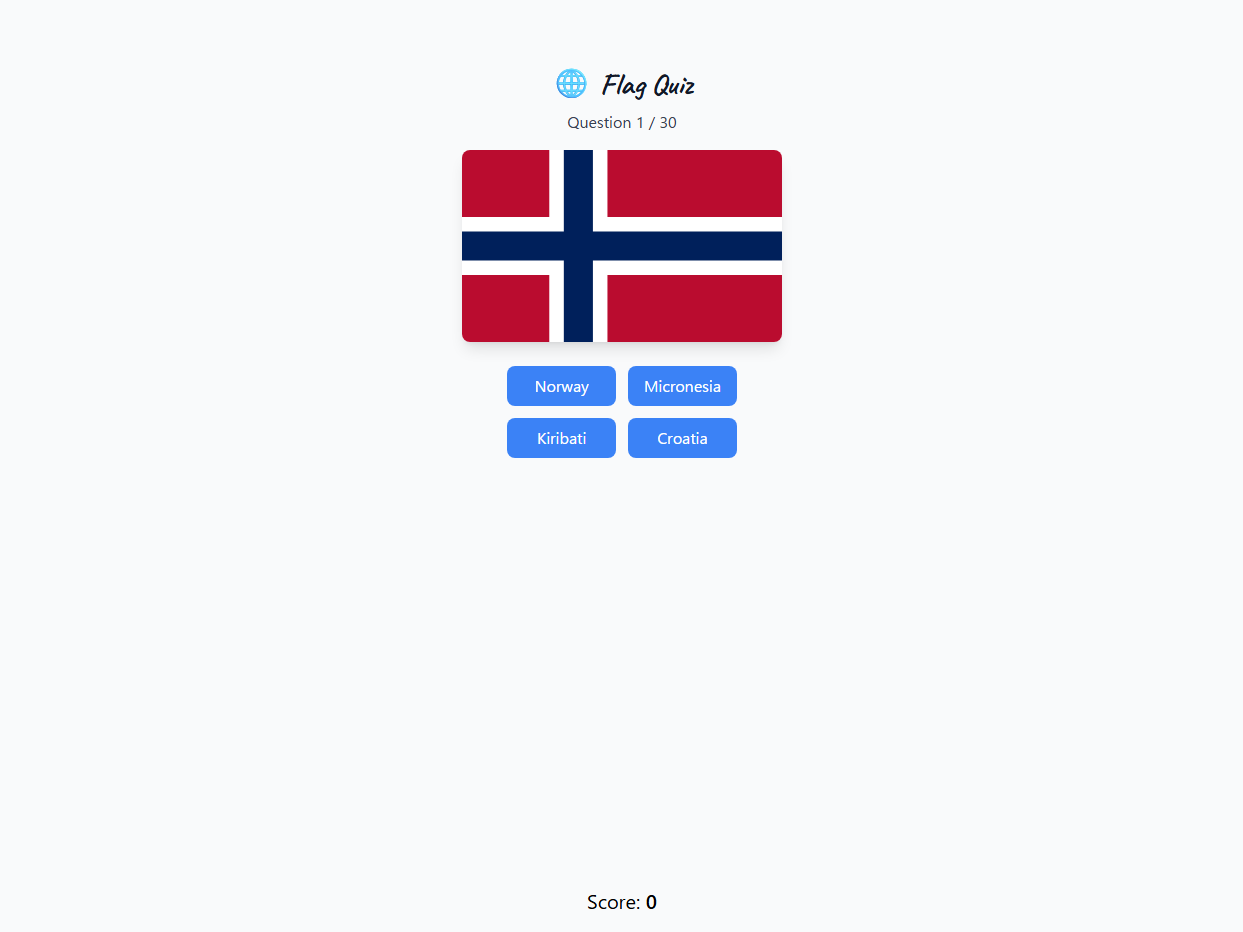 Flag Quiz
Question 1 / 30
Norway
Micronesia
Kiribati
Croatia
Score: 0